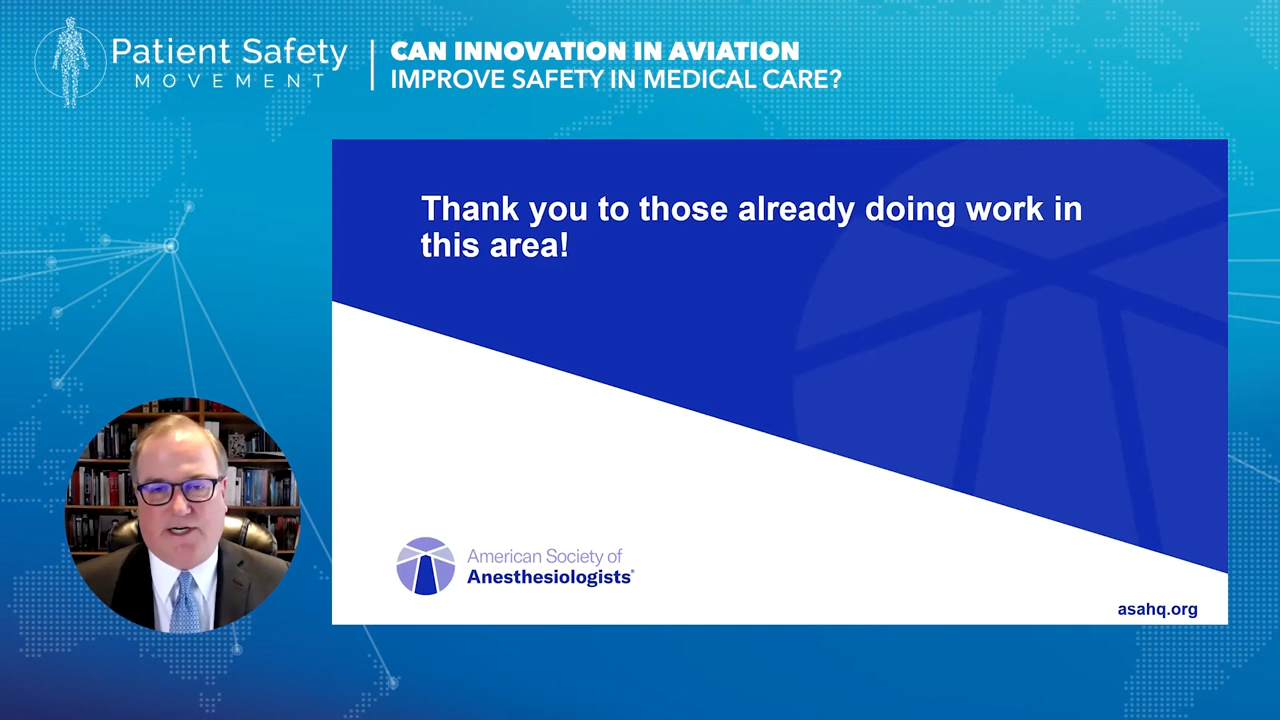 Patient Safety
MOVEMENT
CAN INNOVATION IN AVIATION
IMPROVE SAFETY IN MEDICAL CARE?
Thank you to those already doing work in
this area!
American Society of
Anesthesiologists®
asahq.org